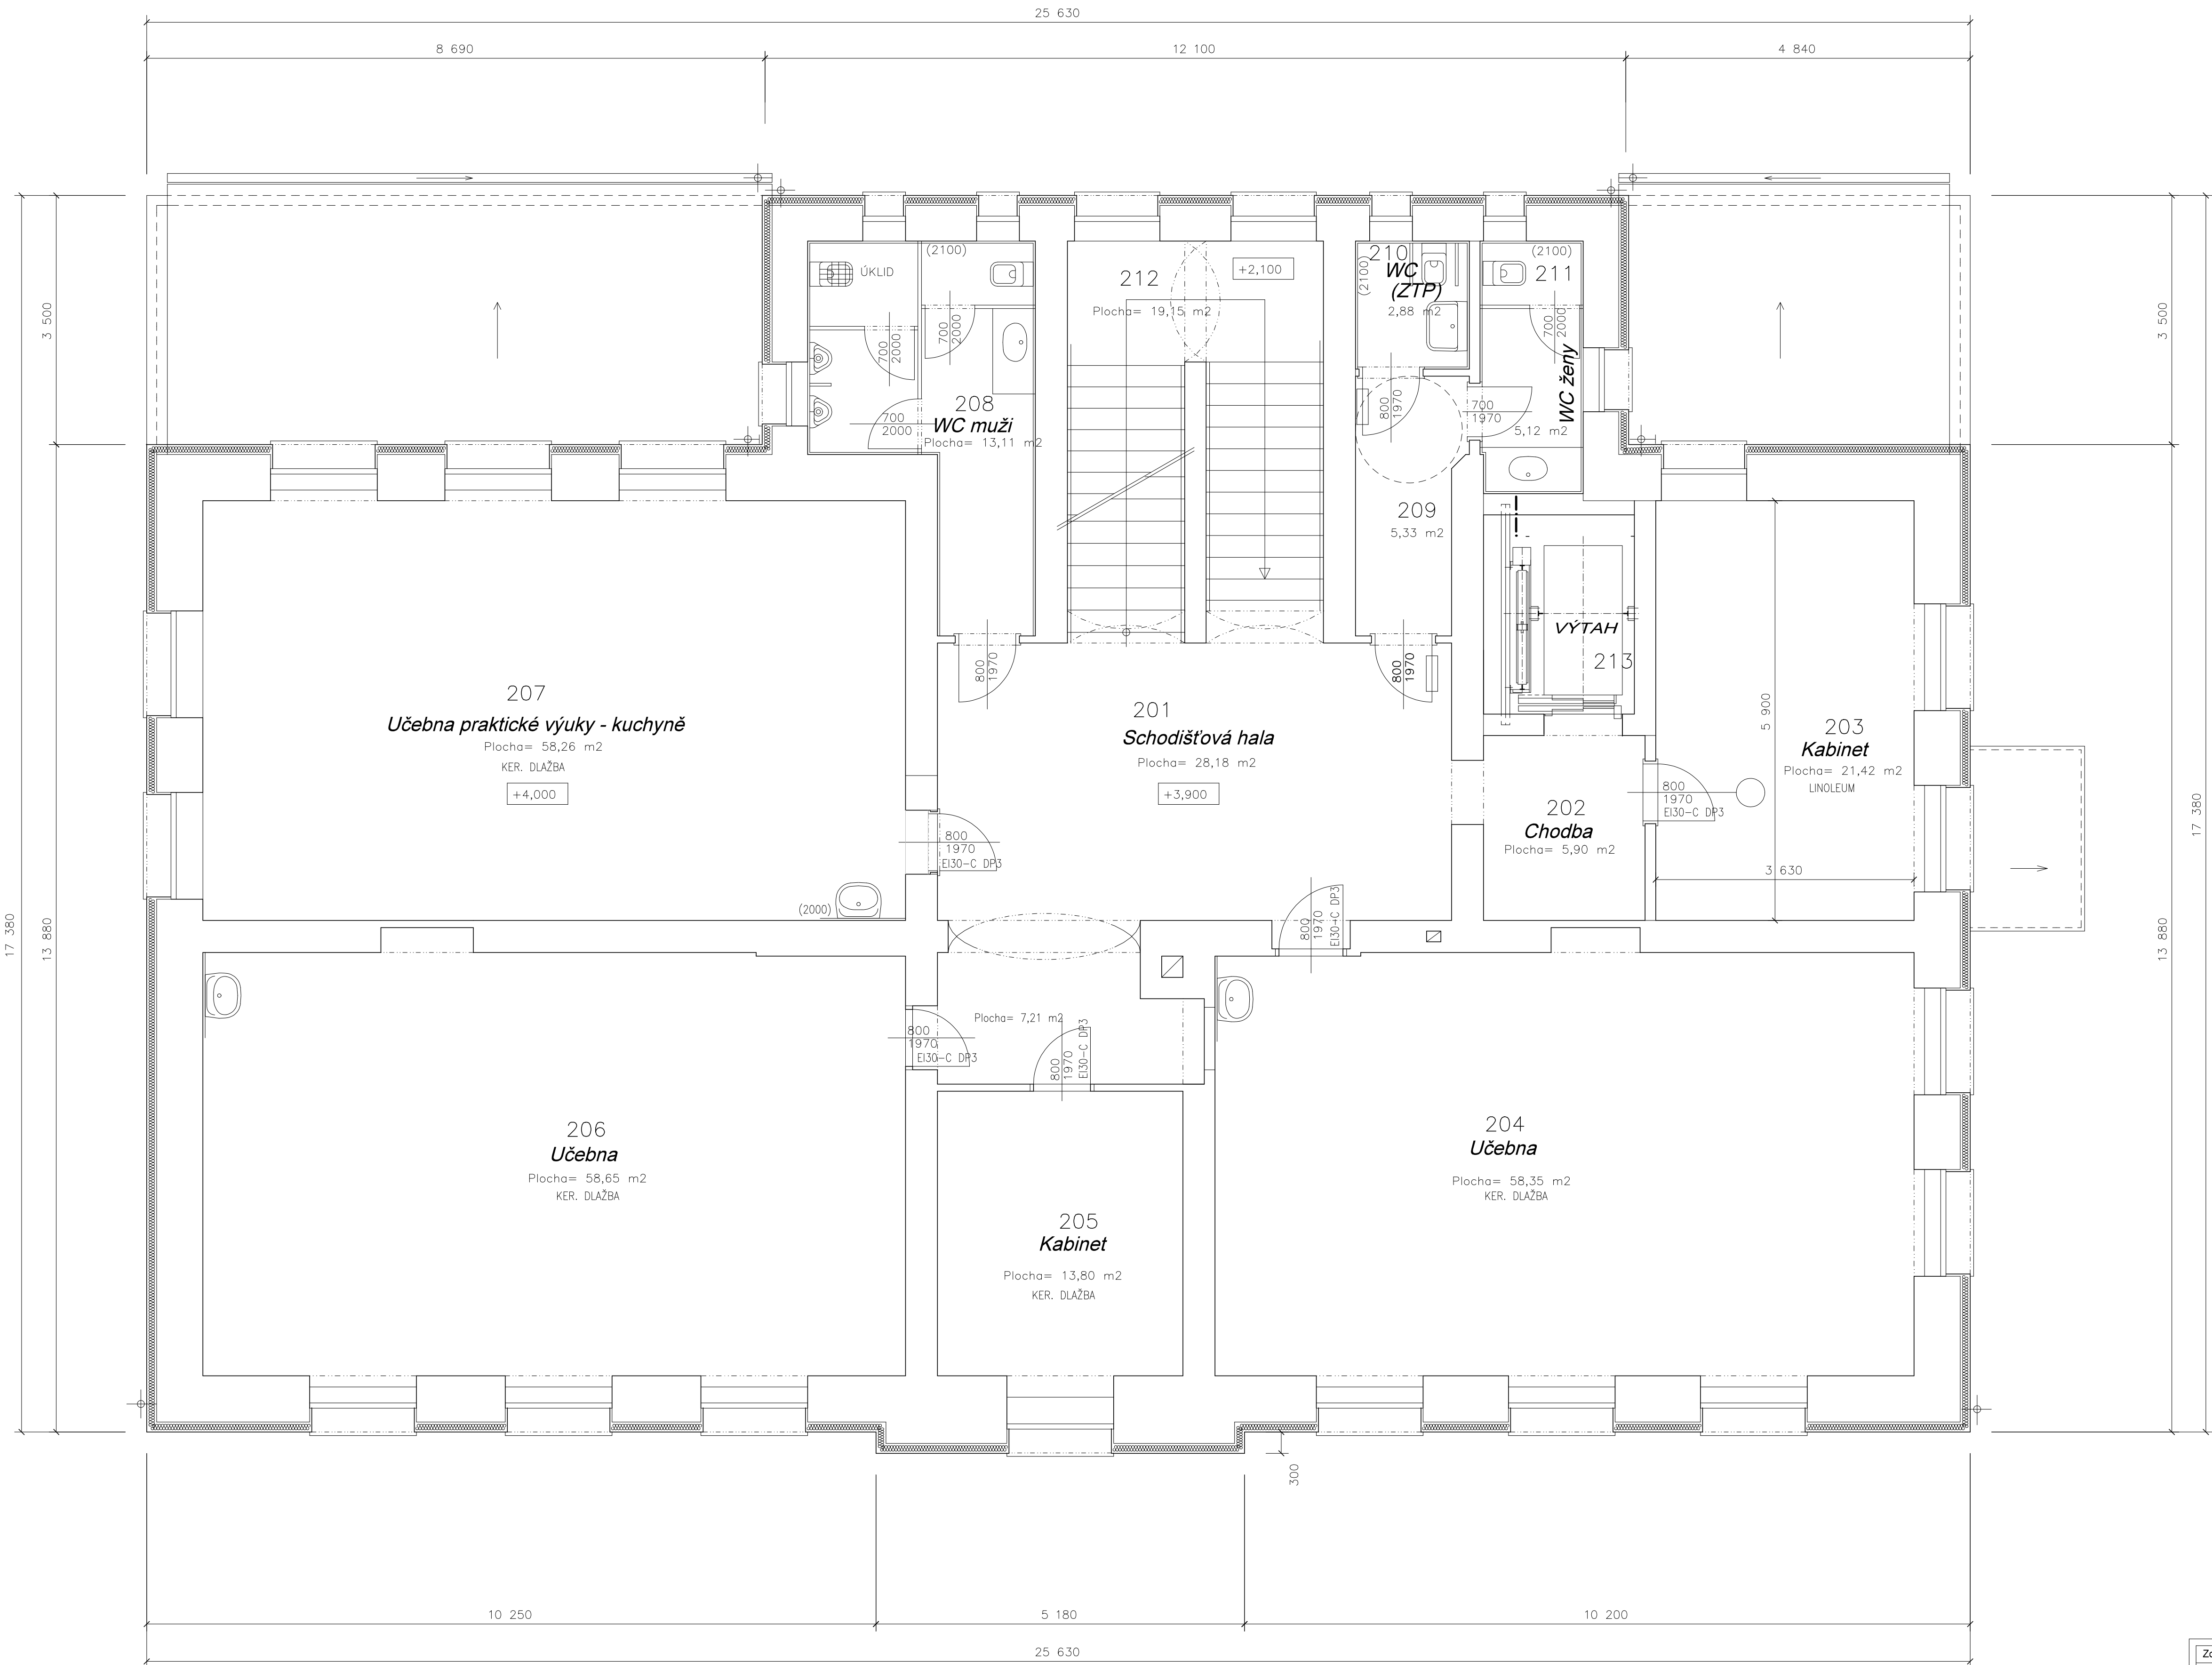 25 630
8 690
12 100
4 840
3 500
3 500
ÚKLID
(2100)
700
2000
700
2000
700
2000
208
WC muži
Plocha= 13,11 m2
212
+2,100
Plocha= 19,15 m2
210
WC
(ZTP)
(2100)
2,88 m2
(2100)
211
700
2000
WC ženy
800
1970
700
1970
5,12 m2
209
5,33 m2
VÝTAH
213
800
1970
800
1970
207
Učebna praktické výuky - kuchyně
Plocha= 58,26 m2
KER. DLAŽBA
+4,000
201
Schodišťová hala
Plocha= 28,18 m2
+3,900
5 900
203
Kabinet
Plocha= 21,42 m2
LINOLEUM
800
1970
EI30-C DP3
202
Chodba
Plocha= 5,90 m2
3 630
800
1970
EI30-C DP3
(2000)
800
1970
EI30-C DP3
17 380
13 880
13 880
17 380
Plocha= 7,21 m2
800
1970
EI30-C DP3
800
1970
EI30-C DP3
206
Učebna
Plocha= 58,65 m2
KER. DLAŽBA
204
Učebna
Plocha= 58,35 m2
KER. DLAŽBA
205
Kabinet
Plocha= 13,80 m2
KER. DLAŽBA
300
10 250
5 180
10 200
25 630